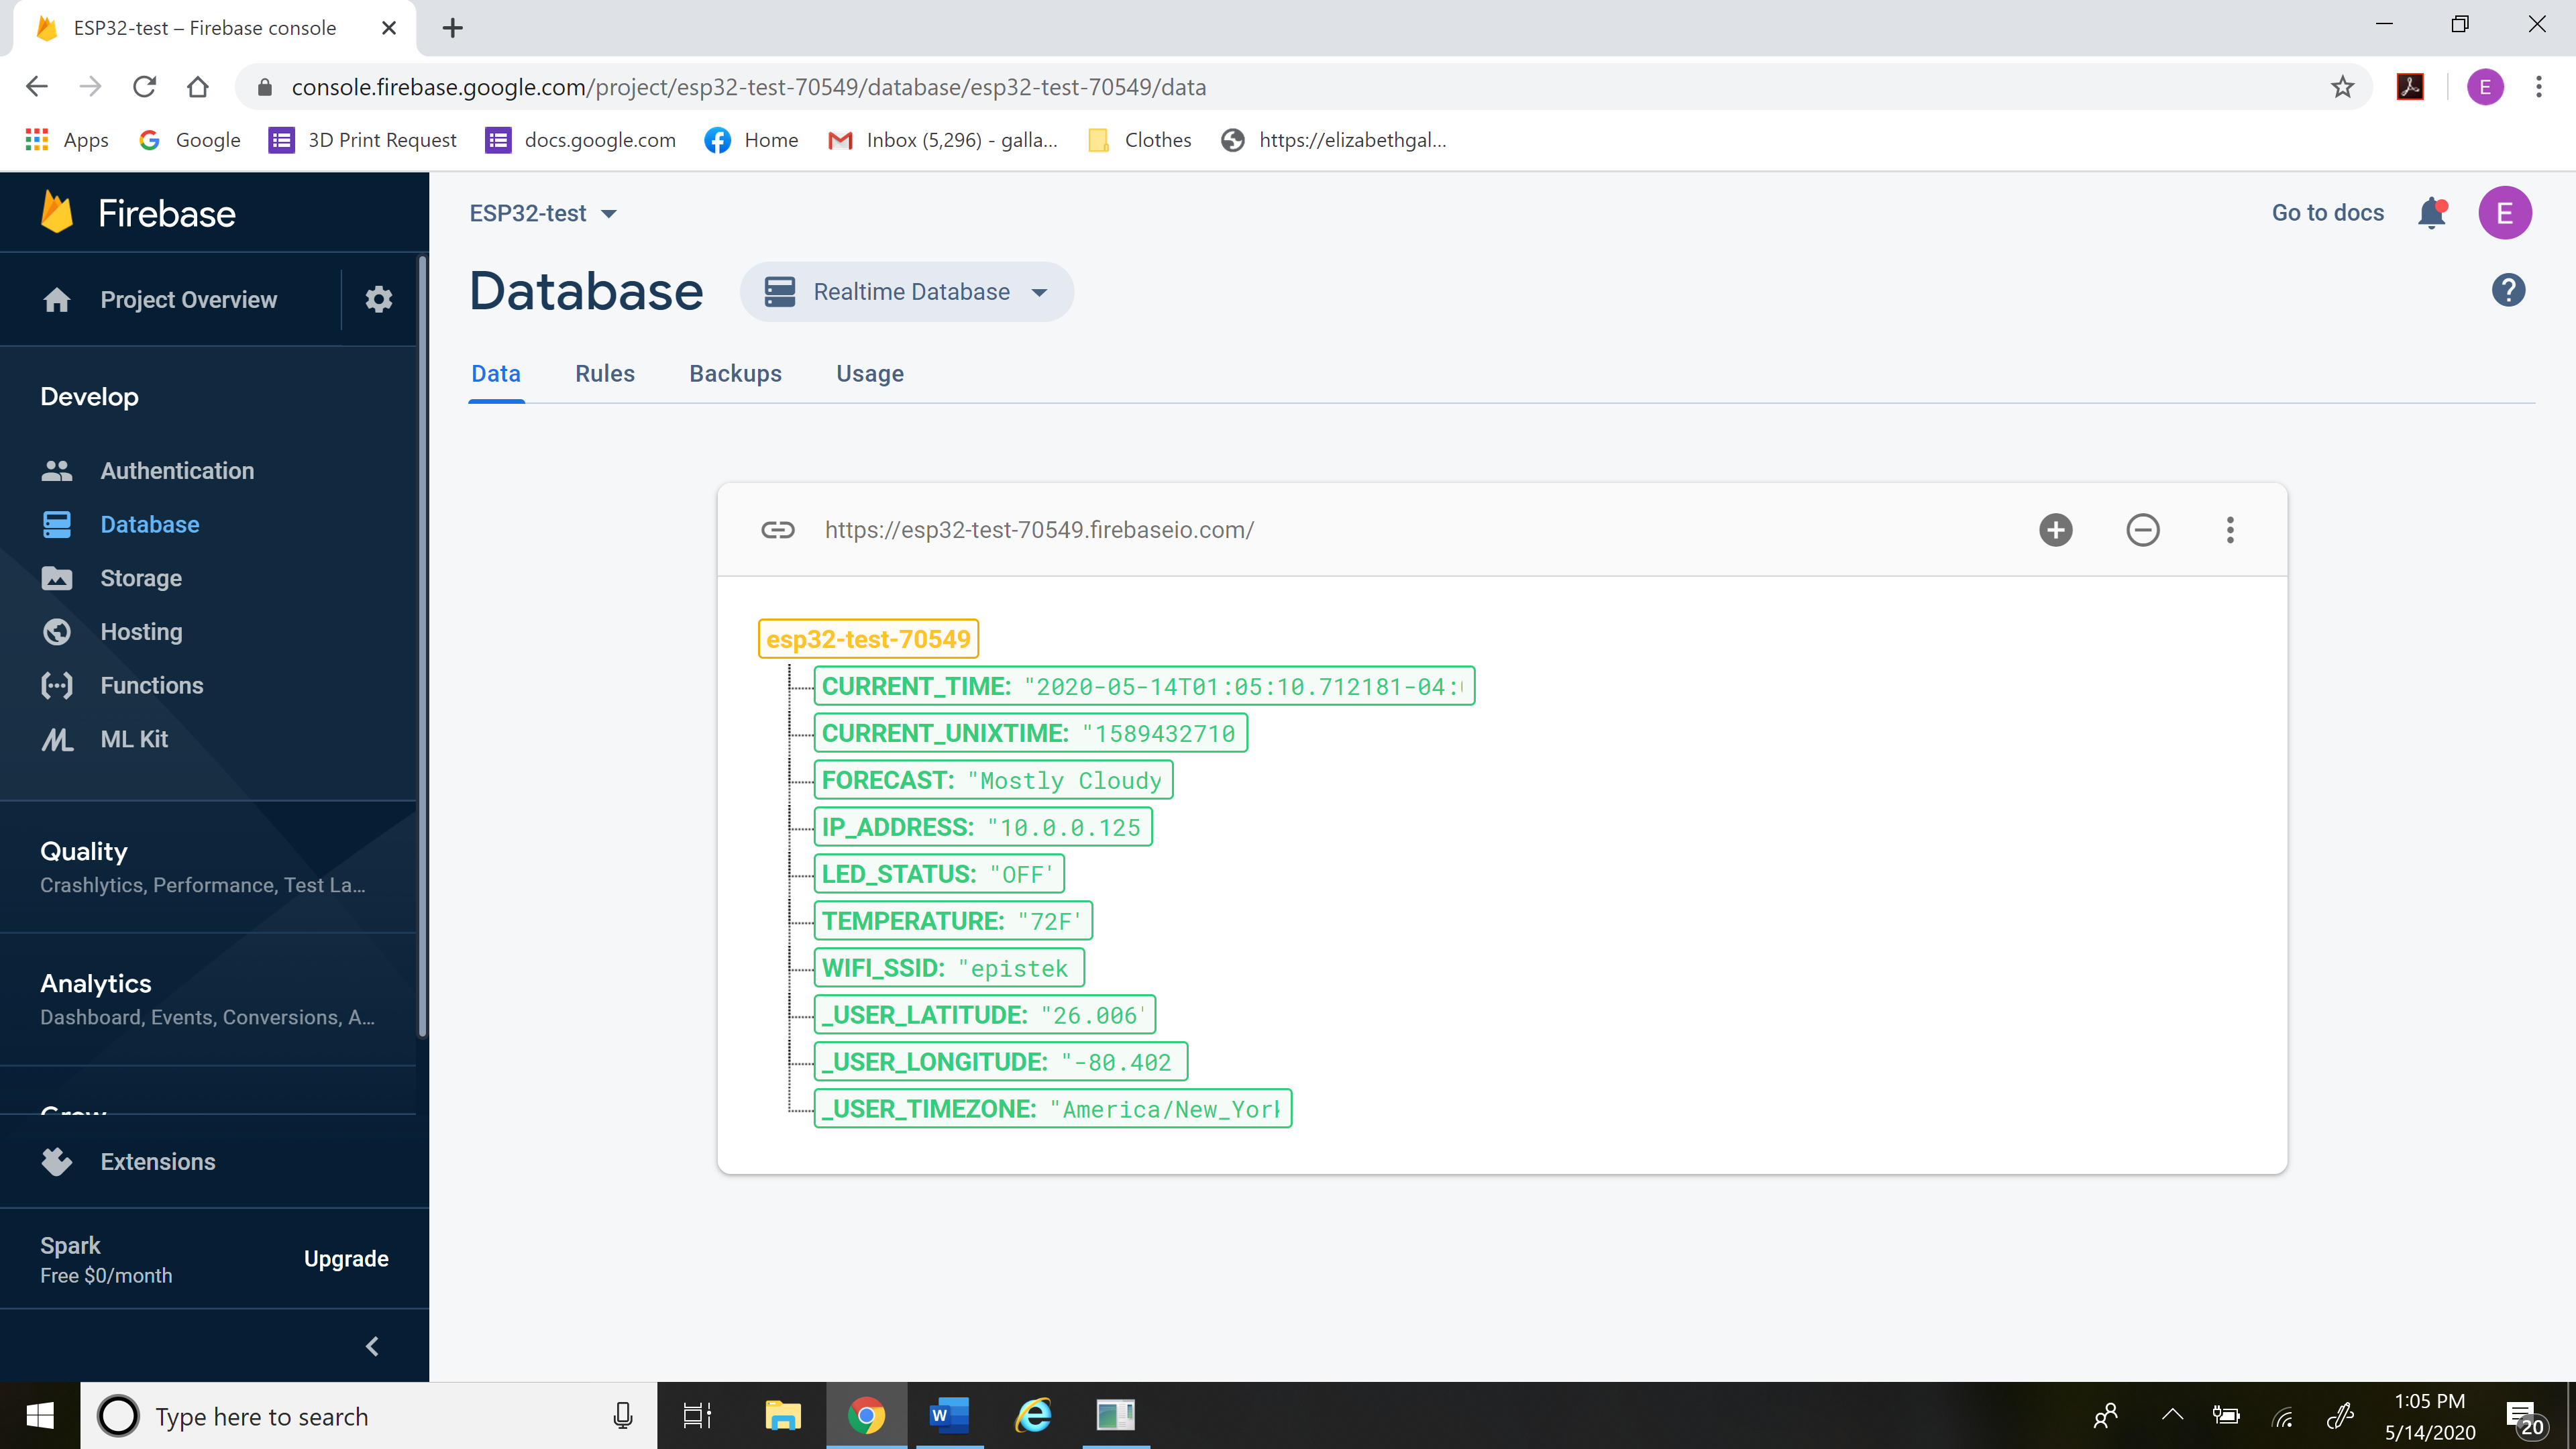 ESP32-test – Firebase console
console.firebase.google.com/project/esp32-test-70549/database/esp32-test-70549/data
E
Apps Google 3D Print Request docs.google.com Home Inbox (5,296) - galla... Clothes https://elizabethgal...
Firebase
ESP32-test
Go to docs
E
Project Overview
Database
Realtime Database
?
Data Rules Backups Usage
Develop
Authentication
Database
Storage
Hosting
Functions
ML Kit
Quality
Crashlytics, Performance, Test La...
Analytics
Dashboard, Events, Conversions, A...
Grow
Extensions
Spark
Free $0/month
Upgrade
https://esp32-test-70549.firebaseio.com/
esp32-test-70549
CURRENT_TIME: "2020-05-14T01:05:10.712181-04:
CURRENT_UNIXTIME: "1589432710
FORECAST: "Mostly Cloudy
IP_ADDRESS: "10.0.0.125
LED_STATUS: "OFF"
TEMPERATURE: "72F"
WIFI_SSID: "epistek
_USER_LATITUDE: "26.006"
_USER_LONGITUDE: "-80.402
_USER_TIMEZONE: "America/New_York
Type here to search
W
1:05 PM
5/14/2020
20